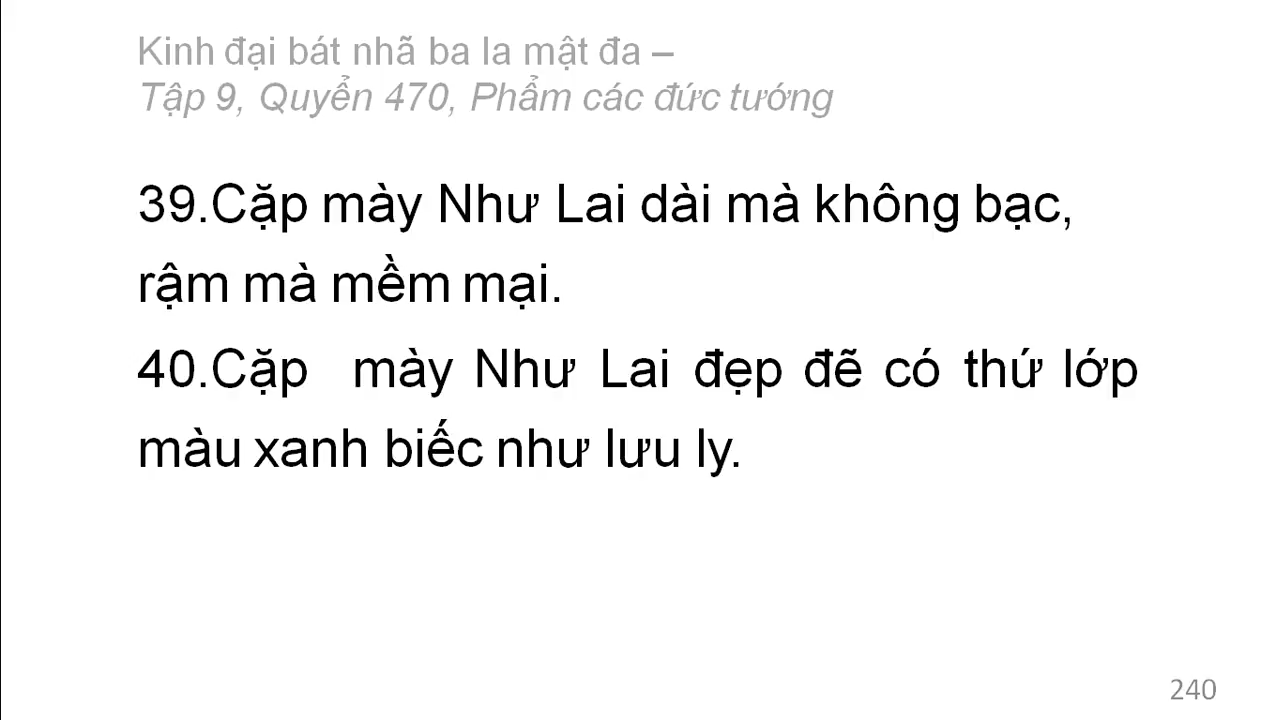 Kinh đại bát nhã ba la mật đa –
Tập 9, Quyển 470, Phẩm các đức tướng
39.Cặp mày Như Lai dài mà không bạc,
rậm mà mềm mại.
40.Cặp mày Như Lai đẹp đẽ có thứ lớp
màu xanh biếc như lưu ly.
240